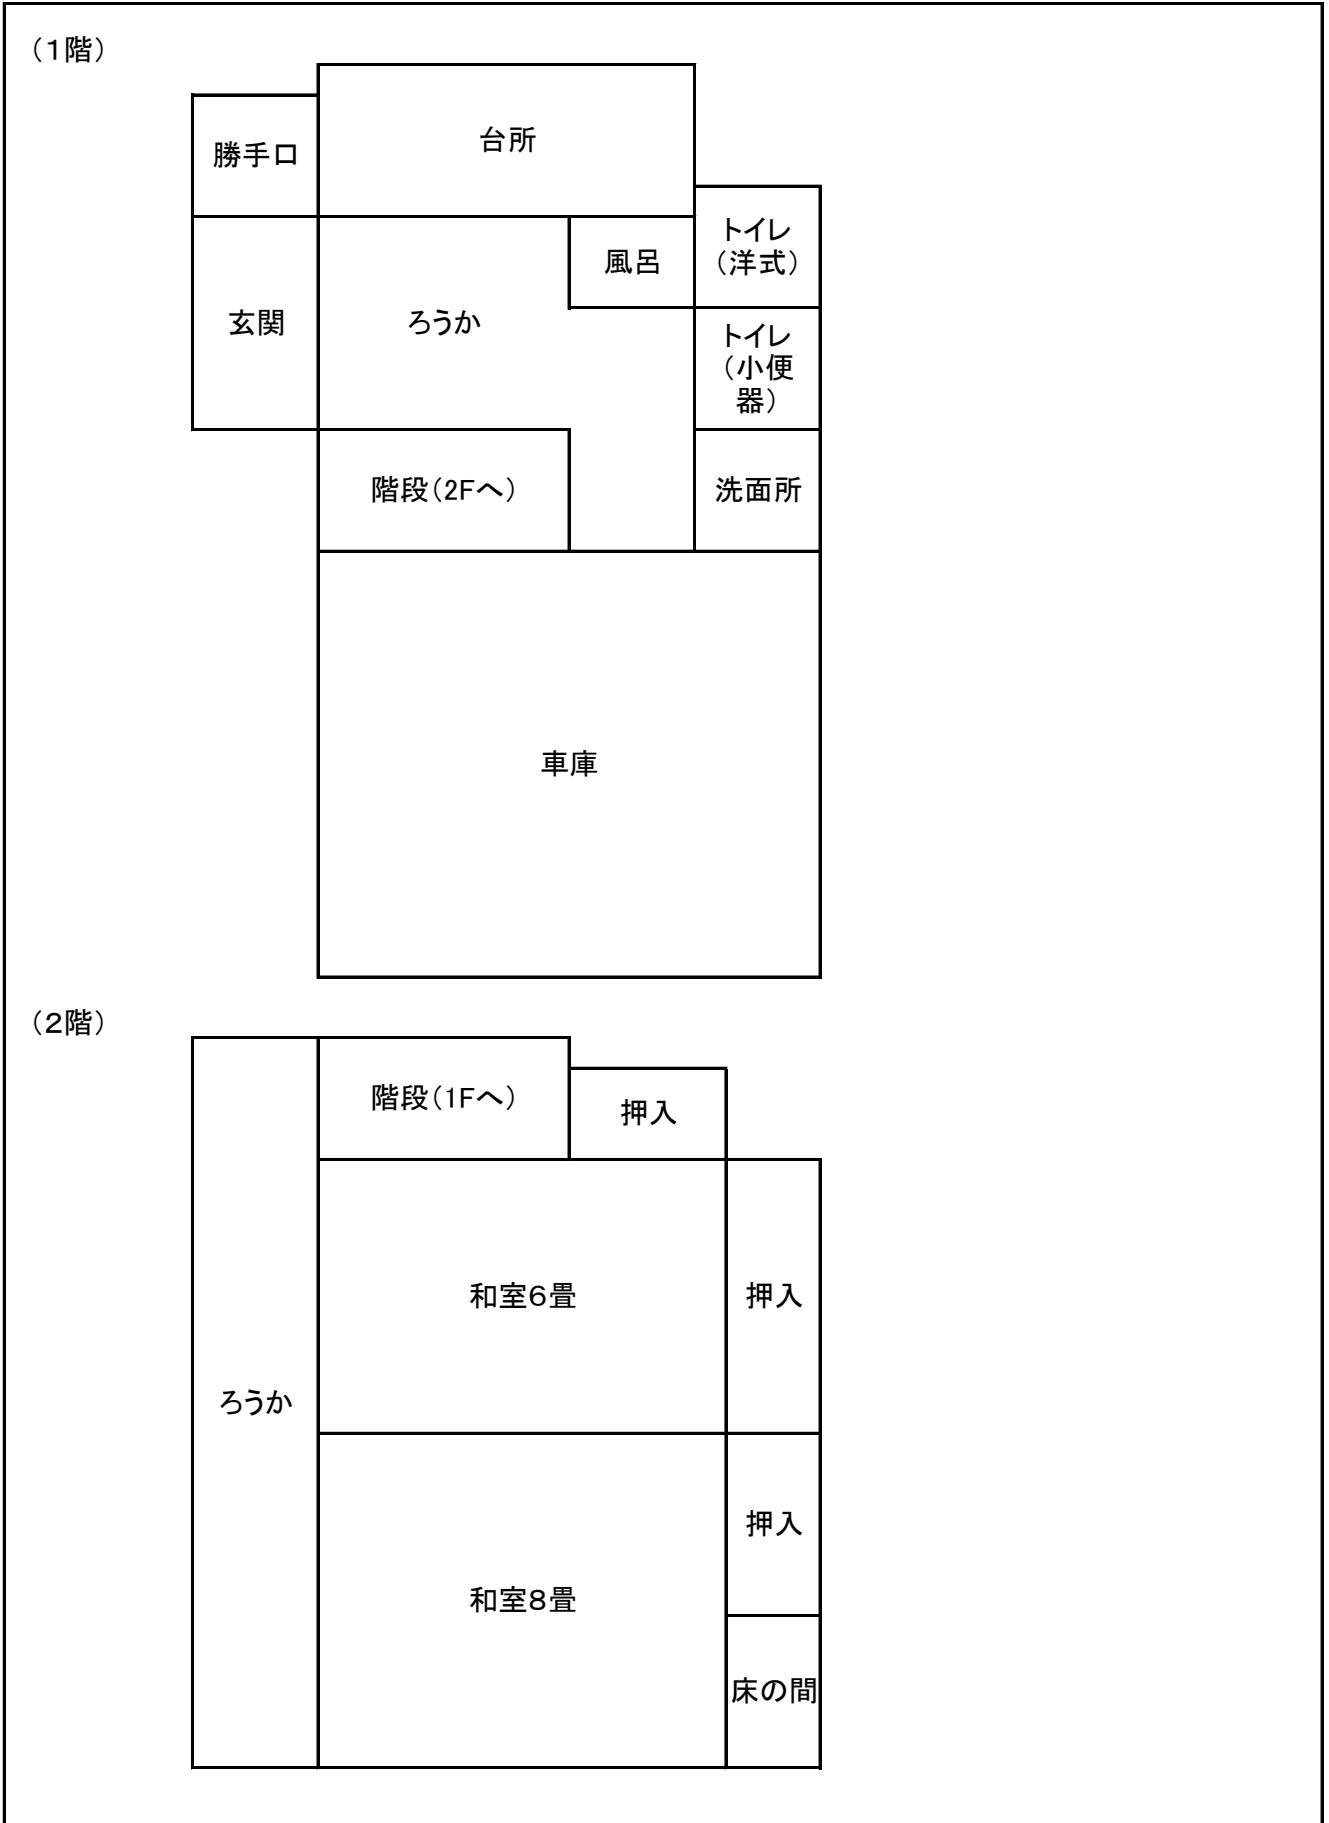 （1階）
台所
勝手口
トイレ
（洋式）
風呂
玄関
ろうか
トイレ
（小便
器）
階段（2Fへ）
洗面所
車庫
（2階）
階段（1Fへ）
押入
和室6畳
押入
ろうか
押入
和室8畳
床の間